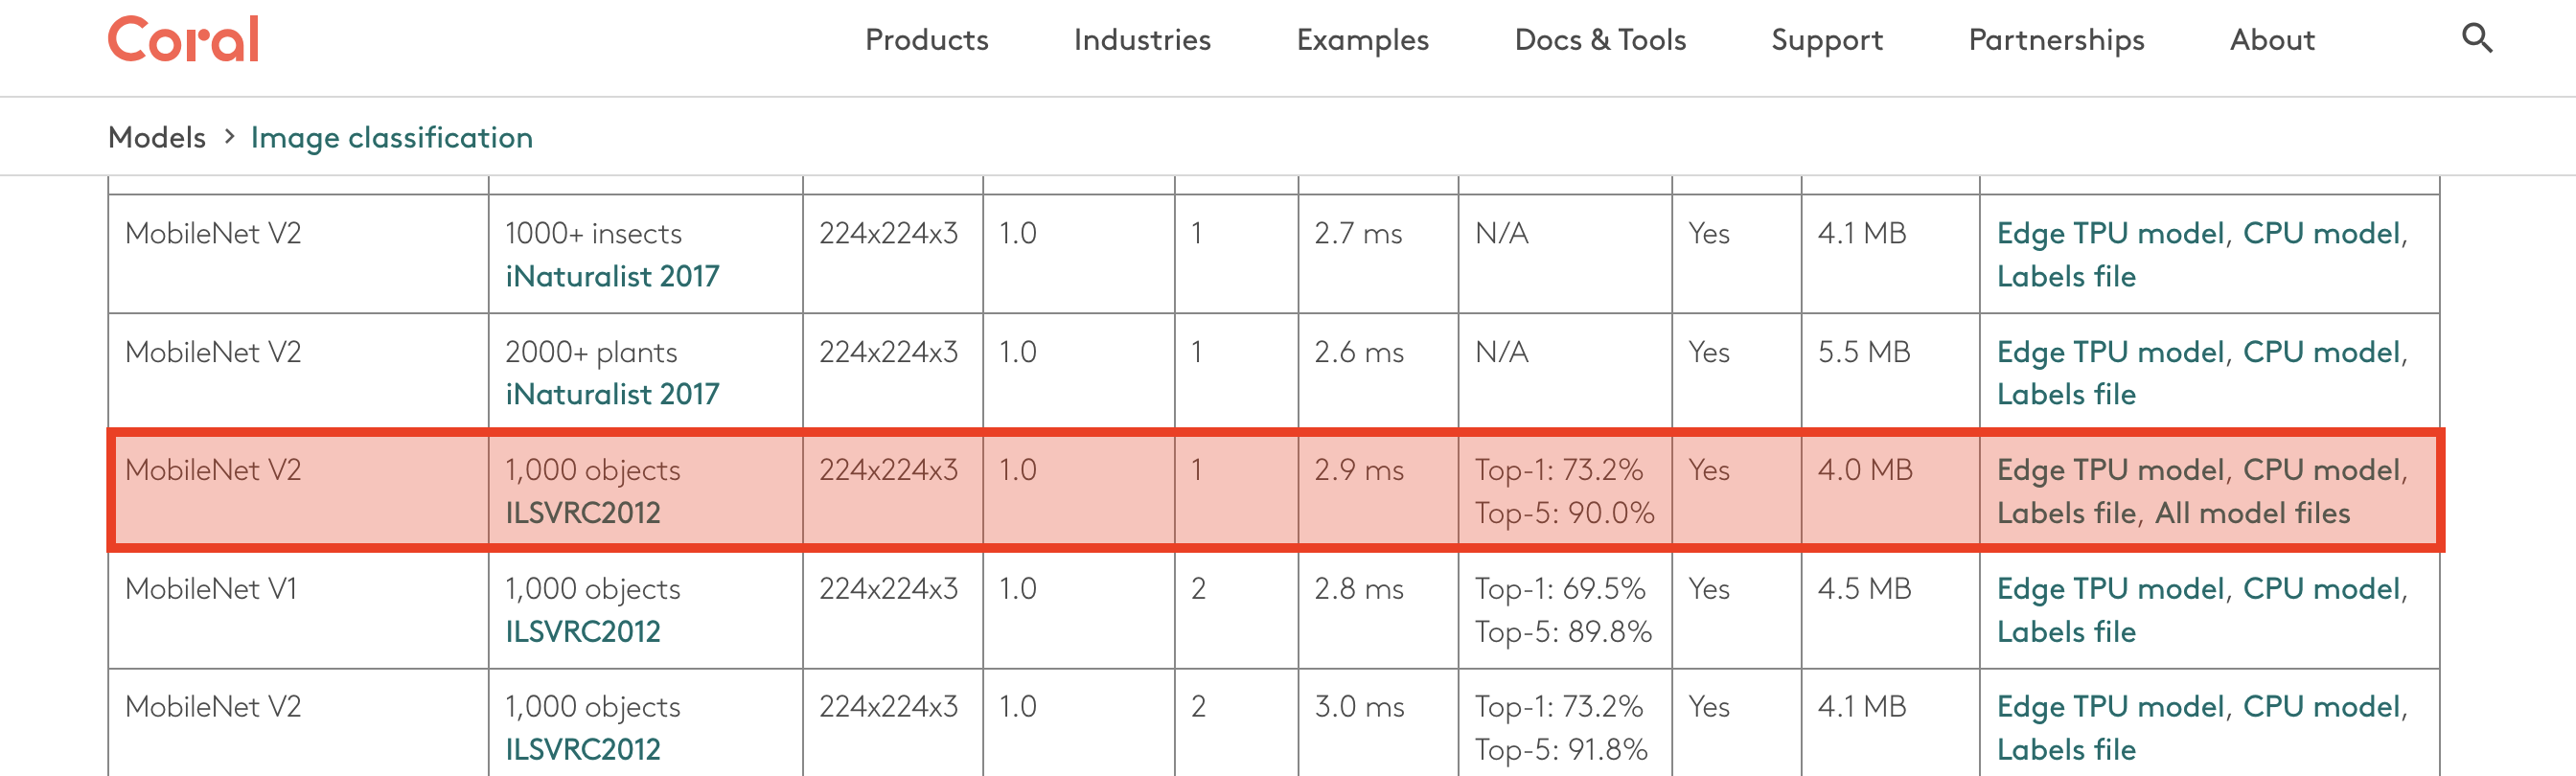 Coral Products Industries Examples Docs & Tools Support Partnerships About
Models > Image classification
MobileNet V2 1000+ insects 224x224x3 1.0 1 2.7 ms N/A Yes 4.1 MB Edge TPU model, CPU model,
iNaturalist 2017 Labels file
MobileNet V2 2000+ plants 224x224x3 1.0 1 2.6 ms N/A Yes 5.5 MB Edge TPU model, CPU model,
iNaturalist 2017 Labels file
MobileNet V2 1,000 objects 224x224x3 1.0 1 2.9 ms Top-1: 73.2% Yes 4.0 MB Edge TPU model, CPU model,
ILSVRC2012 Top-5: 90.0% Labels file, All model files
MobileNet V1 1,000 objects 224x224x3 1.0 2 2.8 ms Top-1: 69.5% Yes 4.5 MB Edge TPU model, CPU model,
ILSVRC2012 Top-5: 89.8% Labels file
MobileNet V2 1,000 objects 224x224x3 1.0 2 3.0 ms Top-1: 73.2% Yes 4.1 MB Edge TPU model, CPU model,
ILSVRC2012 Top-5: 91.8% Labels file